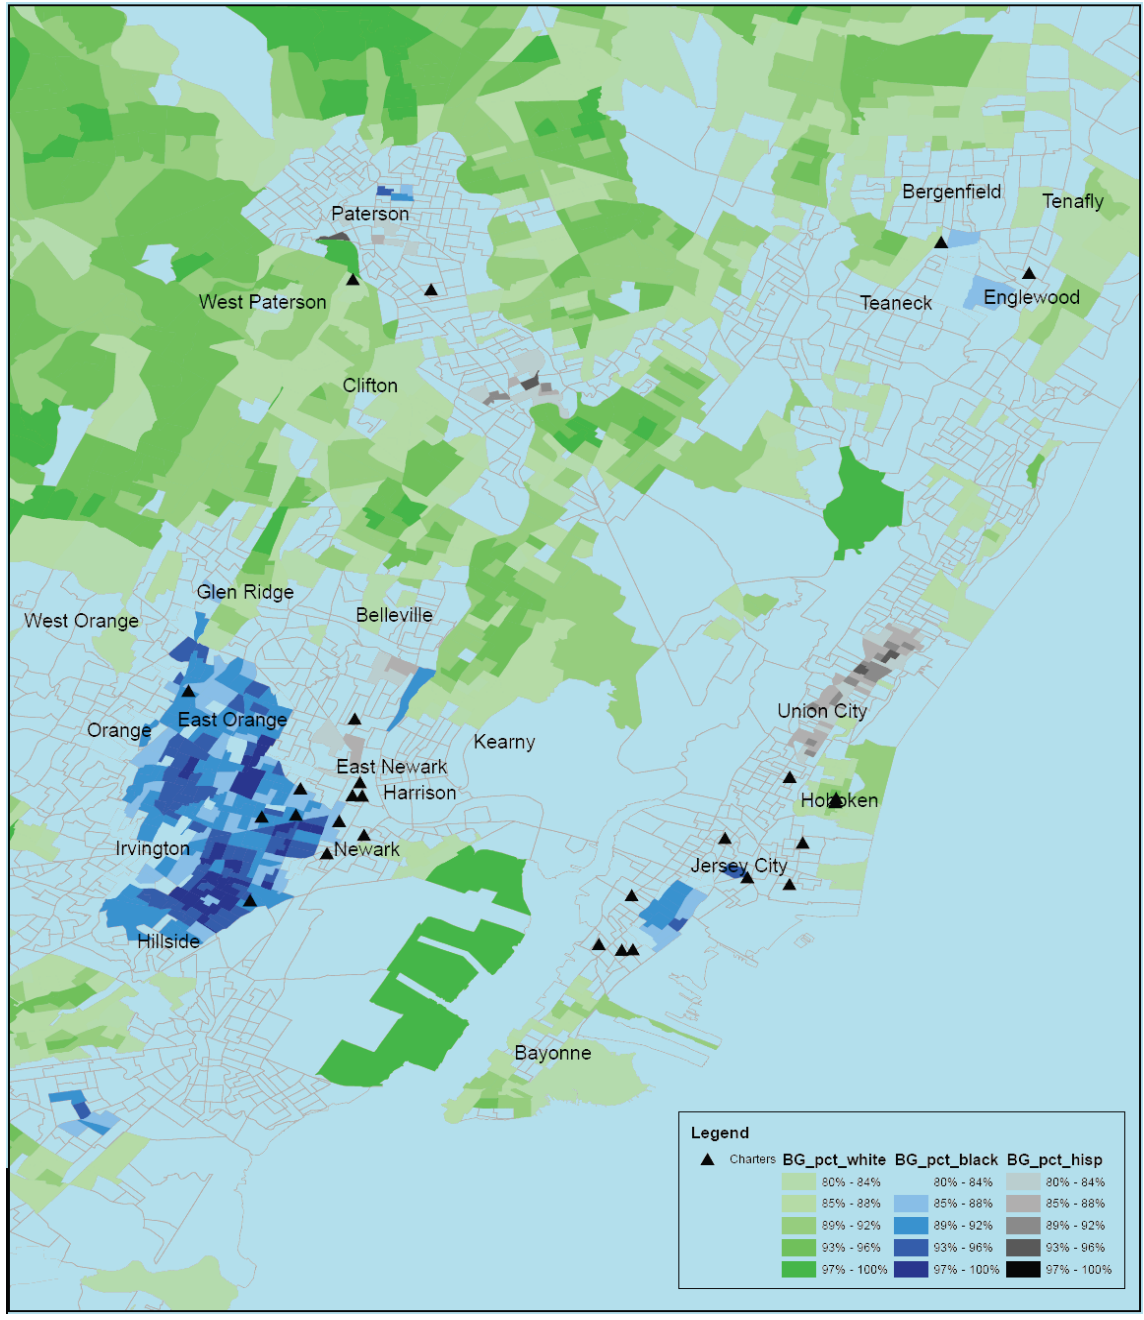 Bergenfield
Tenafly
Paterson
West Paterson
Teaneck
Englewood
Clifton
Glen Ridge
West Orange
Belleville
Orange
East Orange
Union City
Kearny
East Newark
Harrison
Hoboken
Irvington
Newark
Jersey City
Hillside
Bayonne
Legend
Charters BG_pct_white BG_pct_black BG_pct_hisp
80% - 84% 80% - 84% 80% - 84%
85% - 88% 85% - 88% 85% - 88%
89% - 92% 89% - 92% 89% - 92%
93% - 96% 93% - 96% 93% - 96%
97% - 100% 97% - 100% 97% - 100%